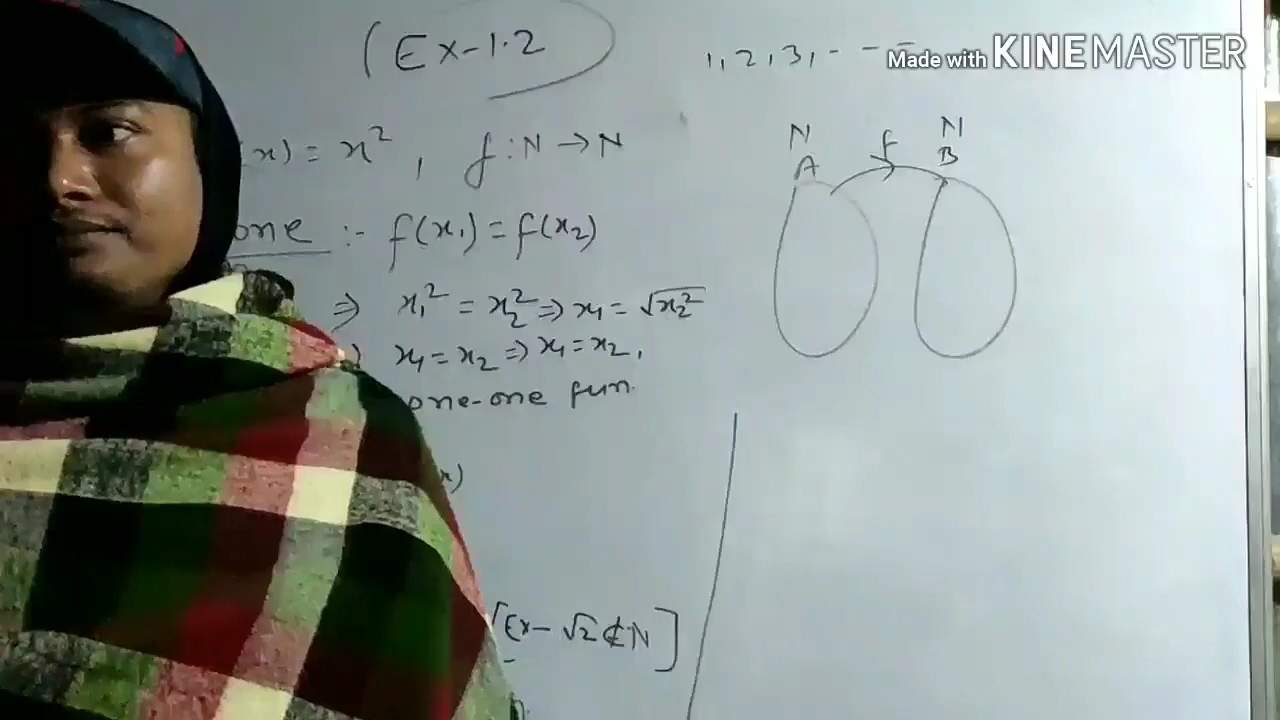 (Ex-1.2
1, 2, 3, - - -
Made with KINEMASTER
(x) = x², f : N → N
N f N
A B
one :- f(x₁) = f(x₂)
⇒ x₁² = x₂² ⇒ x₁ = √x₂²
x₁ = x₂ ⇒ x₁ = x₂.
one-one fun.
x)
[Ex- √2 ∉ N]